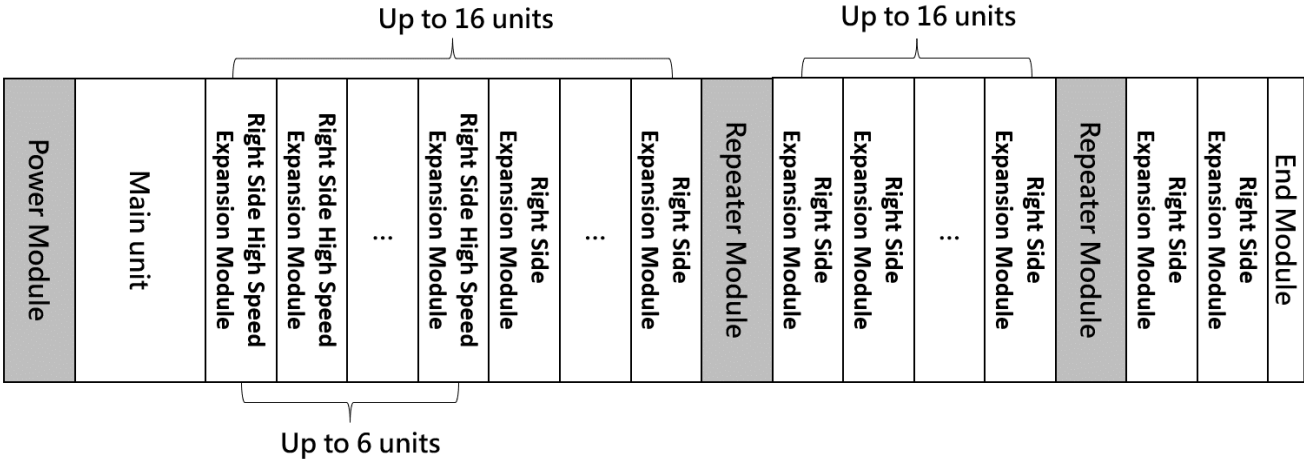 Up to 16 units
Up to 16 units
Power Module
Main unit
Right Side High Speed
Expansion Module
Right Side High Speed
Expansion Module
...
Right Side High Speed
Expansion Module
Right Side
Expansion Module
...
Right Side
Expansion Module
Repeater Module
Right Side
Expansion Module
Right Side
Expansion Module
...
Right Side
Expansion Module
Repeater Module
Right Side
Expansion Module
Right Side
Expansion Module
End Module
Up to 6 units